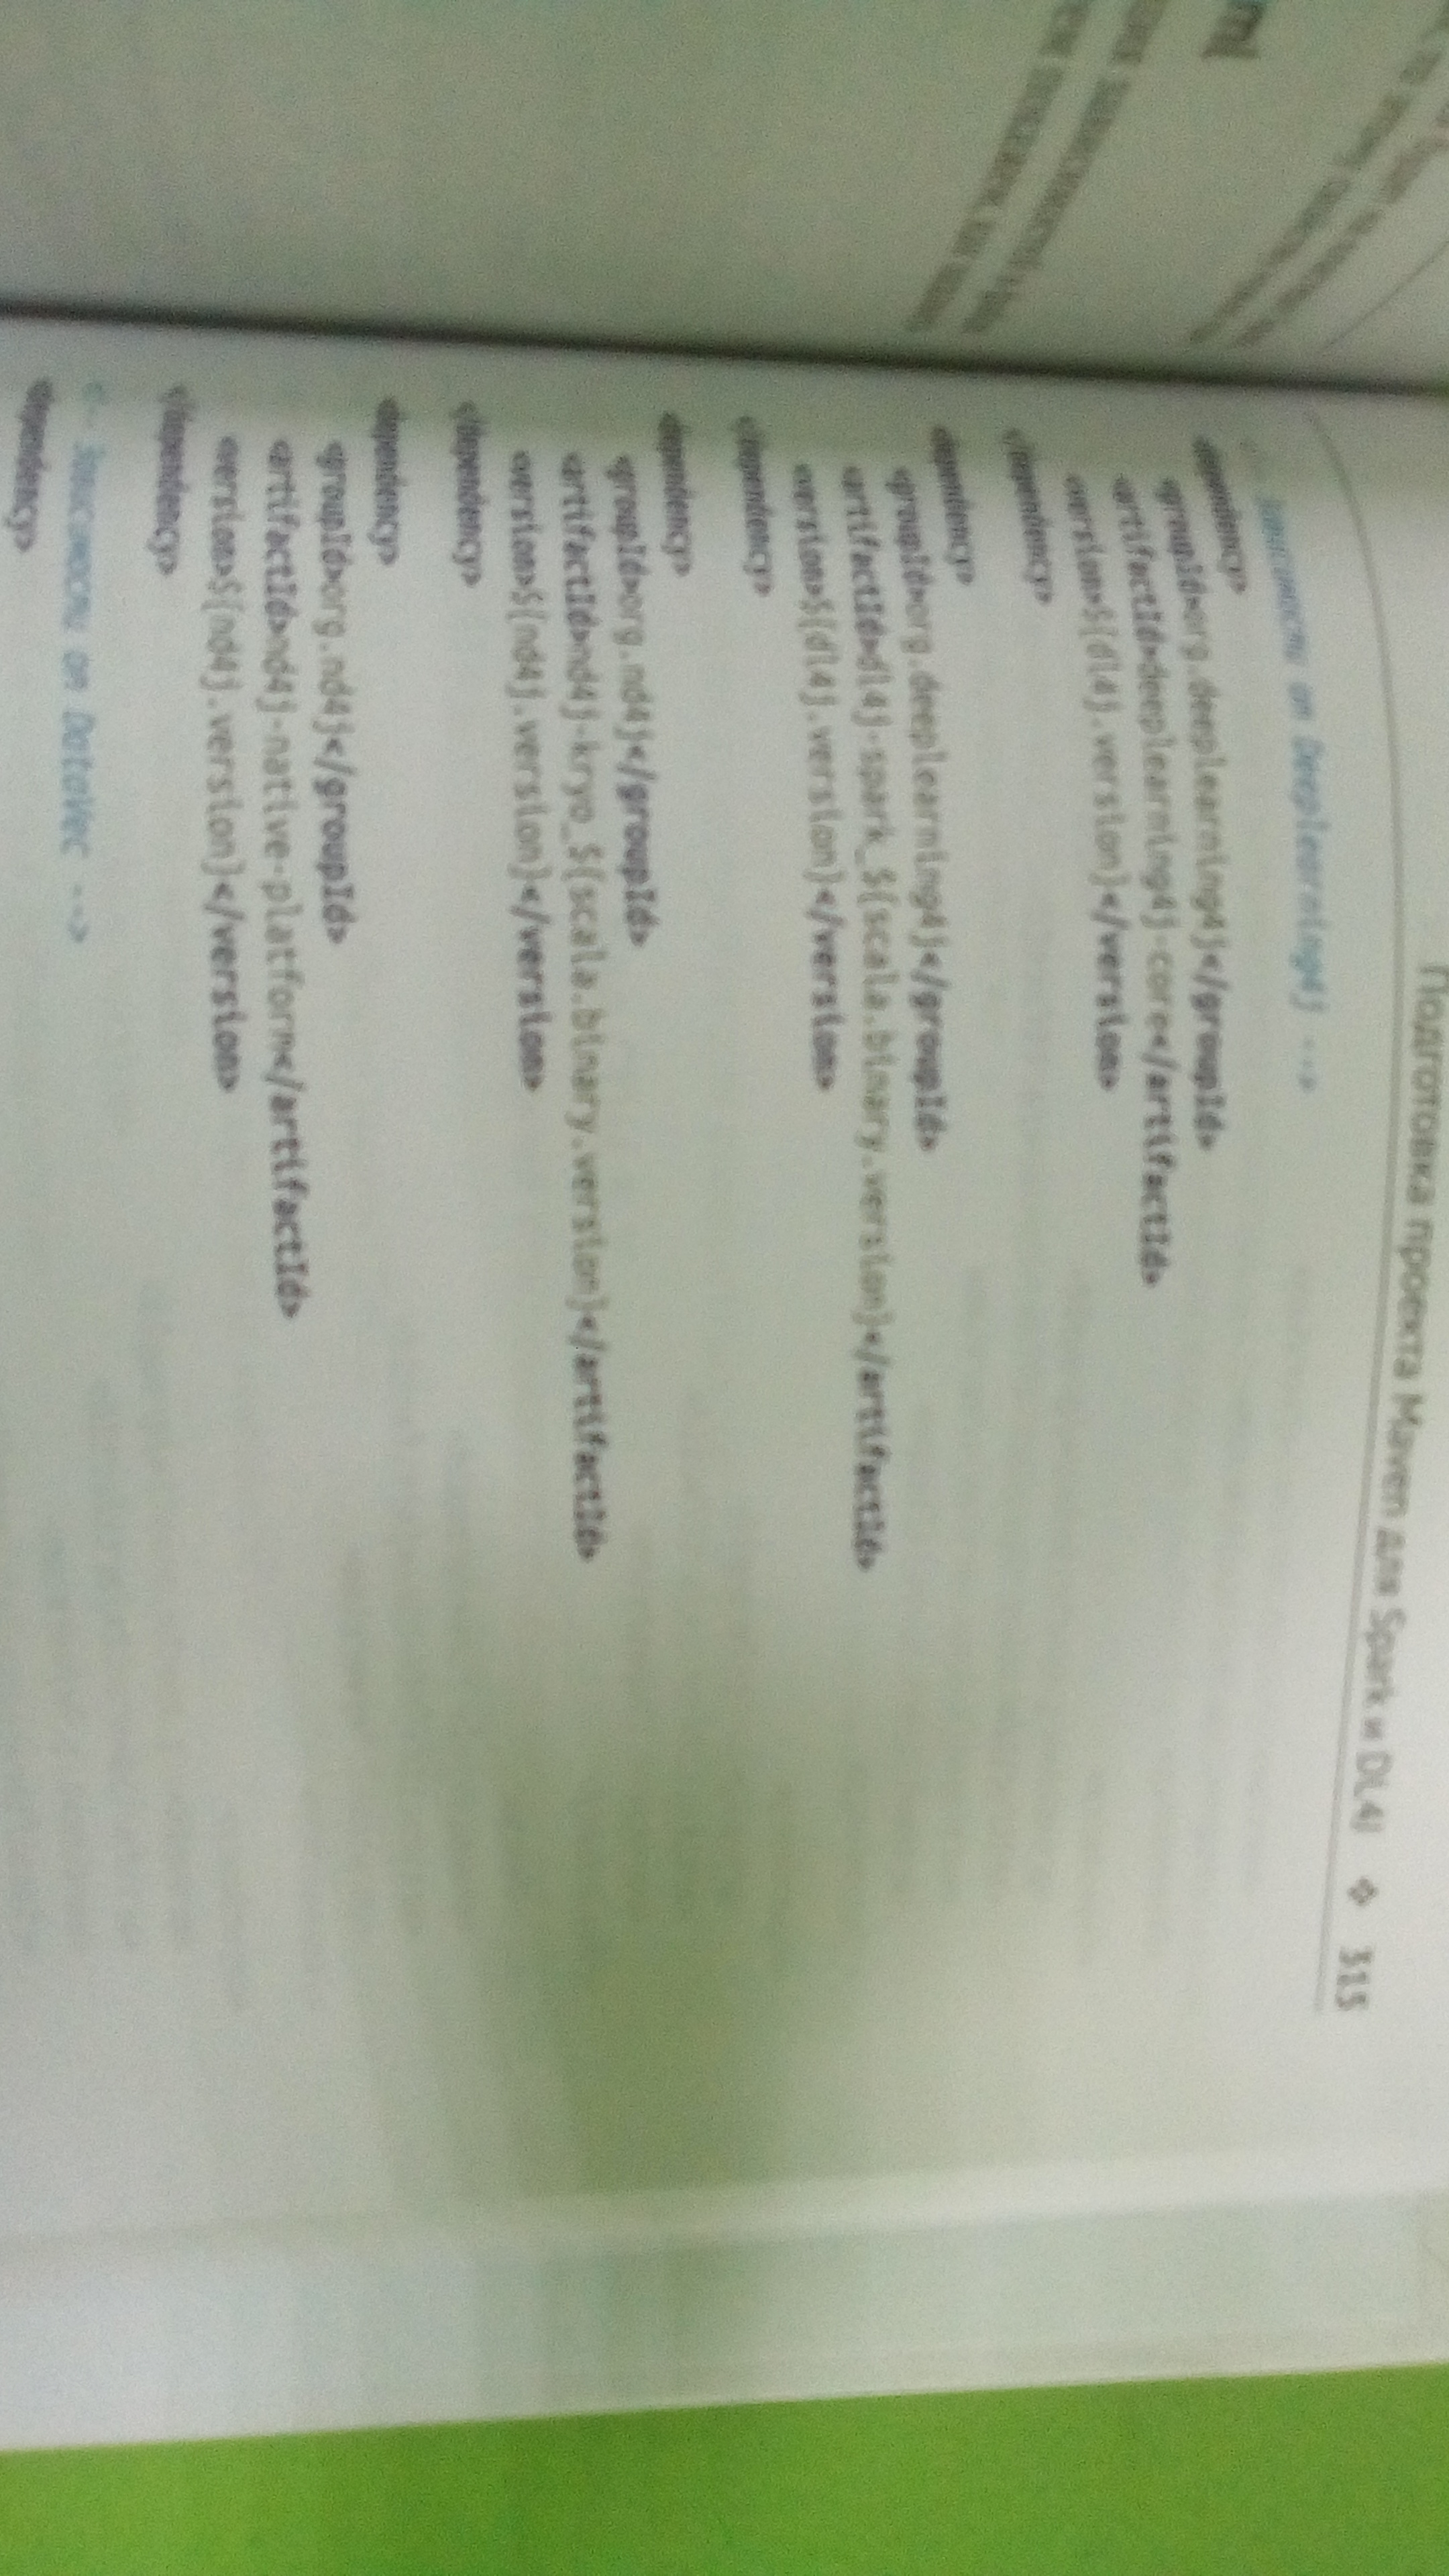 Подготовка проекта Maven для Spark и DL4J ❖ 315
<!-- Зависимости от Deeplearning4j -->
<dependency>
<groupId>org.deeplearning4j</groupId>
<artifactId>deeplearning4j-core</artifactId>
<version>${dl4j.version}</version>
</dependency>
<dependency>
<groupId>org.deeplearning4j</groupId>
<artifactId>dl4j-spark_${scala.binary.version}</artifactId>
<version>${dl4j.version}</version>
</dependency>
<dependency>
<groupId>org.nd4j</groupId>
<artifactId>nd4j-kryo_${scala.binary.version}</artifactId>
<version>${nd4j.version}</version>
</dependency>
<dependency>
<groupId>org.nd4j</groupId>
<artifactId>nd4j-native-platform</artifactId>
<version>${nd4j.version}</version>
</dependency>
<!-- Зависимости от DataVec -->
<dependency>